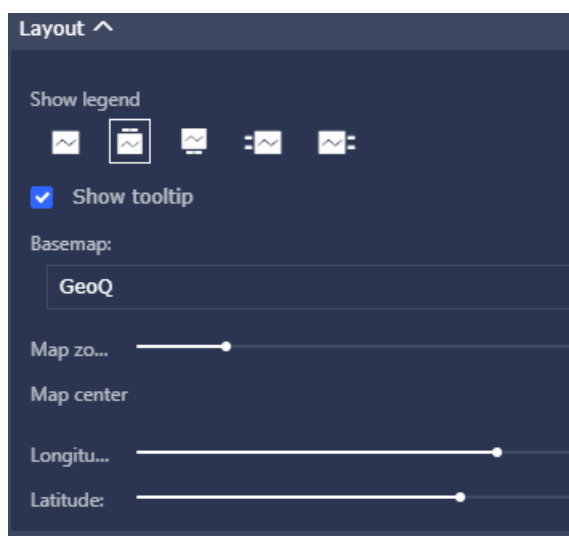 Layout
Show legend
Show tooltip
Basemap:
GeoQ
Map zo...
Map center
Longitu...
Latitude: